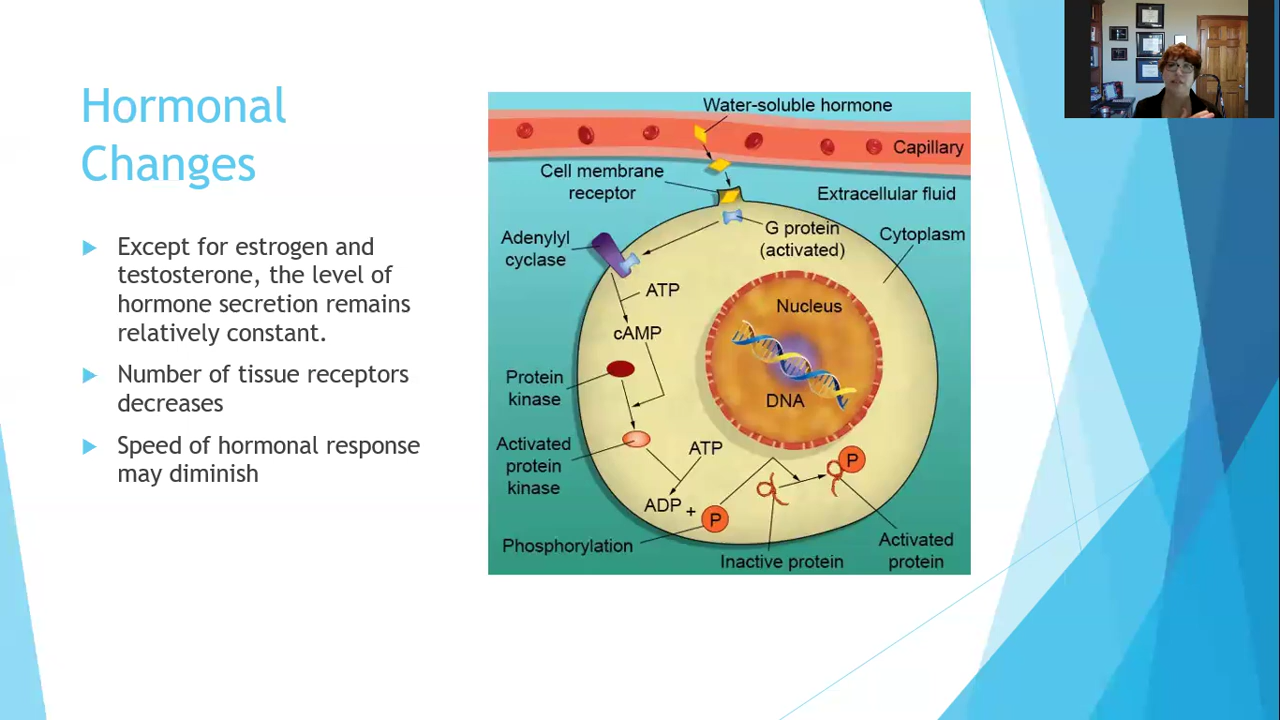 Hormonal
Changes
Except for estrogen and
testosterone, the level of
hormone secretion remains
relatively constant.
Number of tissue receptors
decreases
Speed of hormonal response
may diminish
Water-soluble hormone
Capillary
Cell membrane
receptor
Extracellular fluid
G protein
(activated)
Cytoplasm
Adenylyl
cyclase
ATP
Nucleus
cAMP
Protein
kinase
DNA
Activated
protein
kinase
ATP
P
ADP +
P
Phosphorylation
Inactive protein
Activated
protein